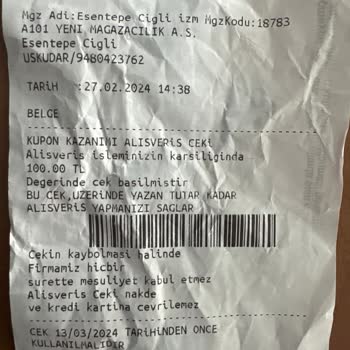 Mgz Adi:Esentepe Cigli izm MgzKodu:18783
A101 YENI MAGAZACILIK A.S.
Esentepe Cigli
USKUDAR/9480423762
TARIH :27.02.2024 14:38
BELGE
KUPON KAZANIMI ALISVERIS CEKI
Alisveris isleminizin karsiliginda
100.00 TL
Degerinde cek basilmistir
BU CEK,UZERINDE YAZAN TUTAR KADAR
ALISVERIS YAPMANIZI SAGLAR
Cekin kaybolmasi halinde
Firmamiz hicbir
surette mesuliyet kabul etmez
Alisveris Ceki nakde
ve kredi kartina cevrilemez
CEK 13/03/2024 TARIHINDEN ONCE
KULLANILMALIDIR